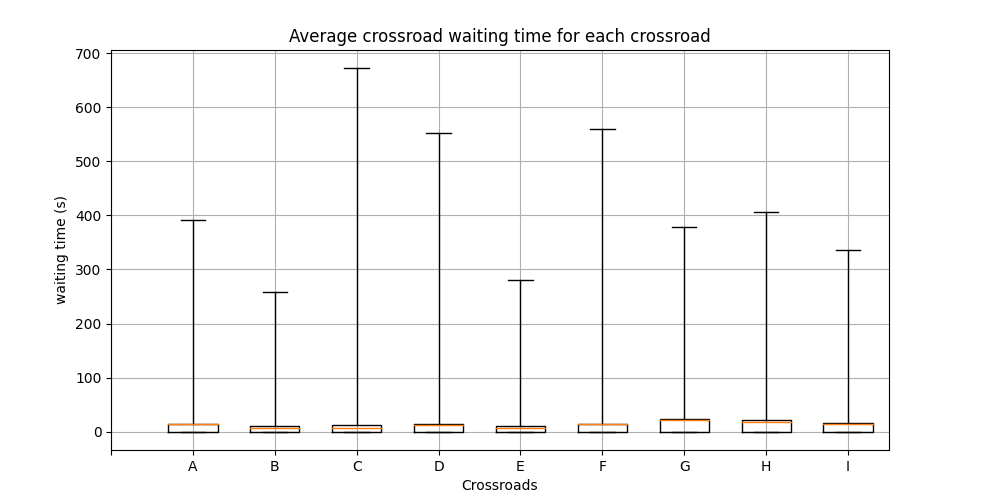 Average crossroad waiting time for each crossroad
700
600
500
400
300
200
100
0
waiting time (s)
A B C D E F G H I
Crossroads